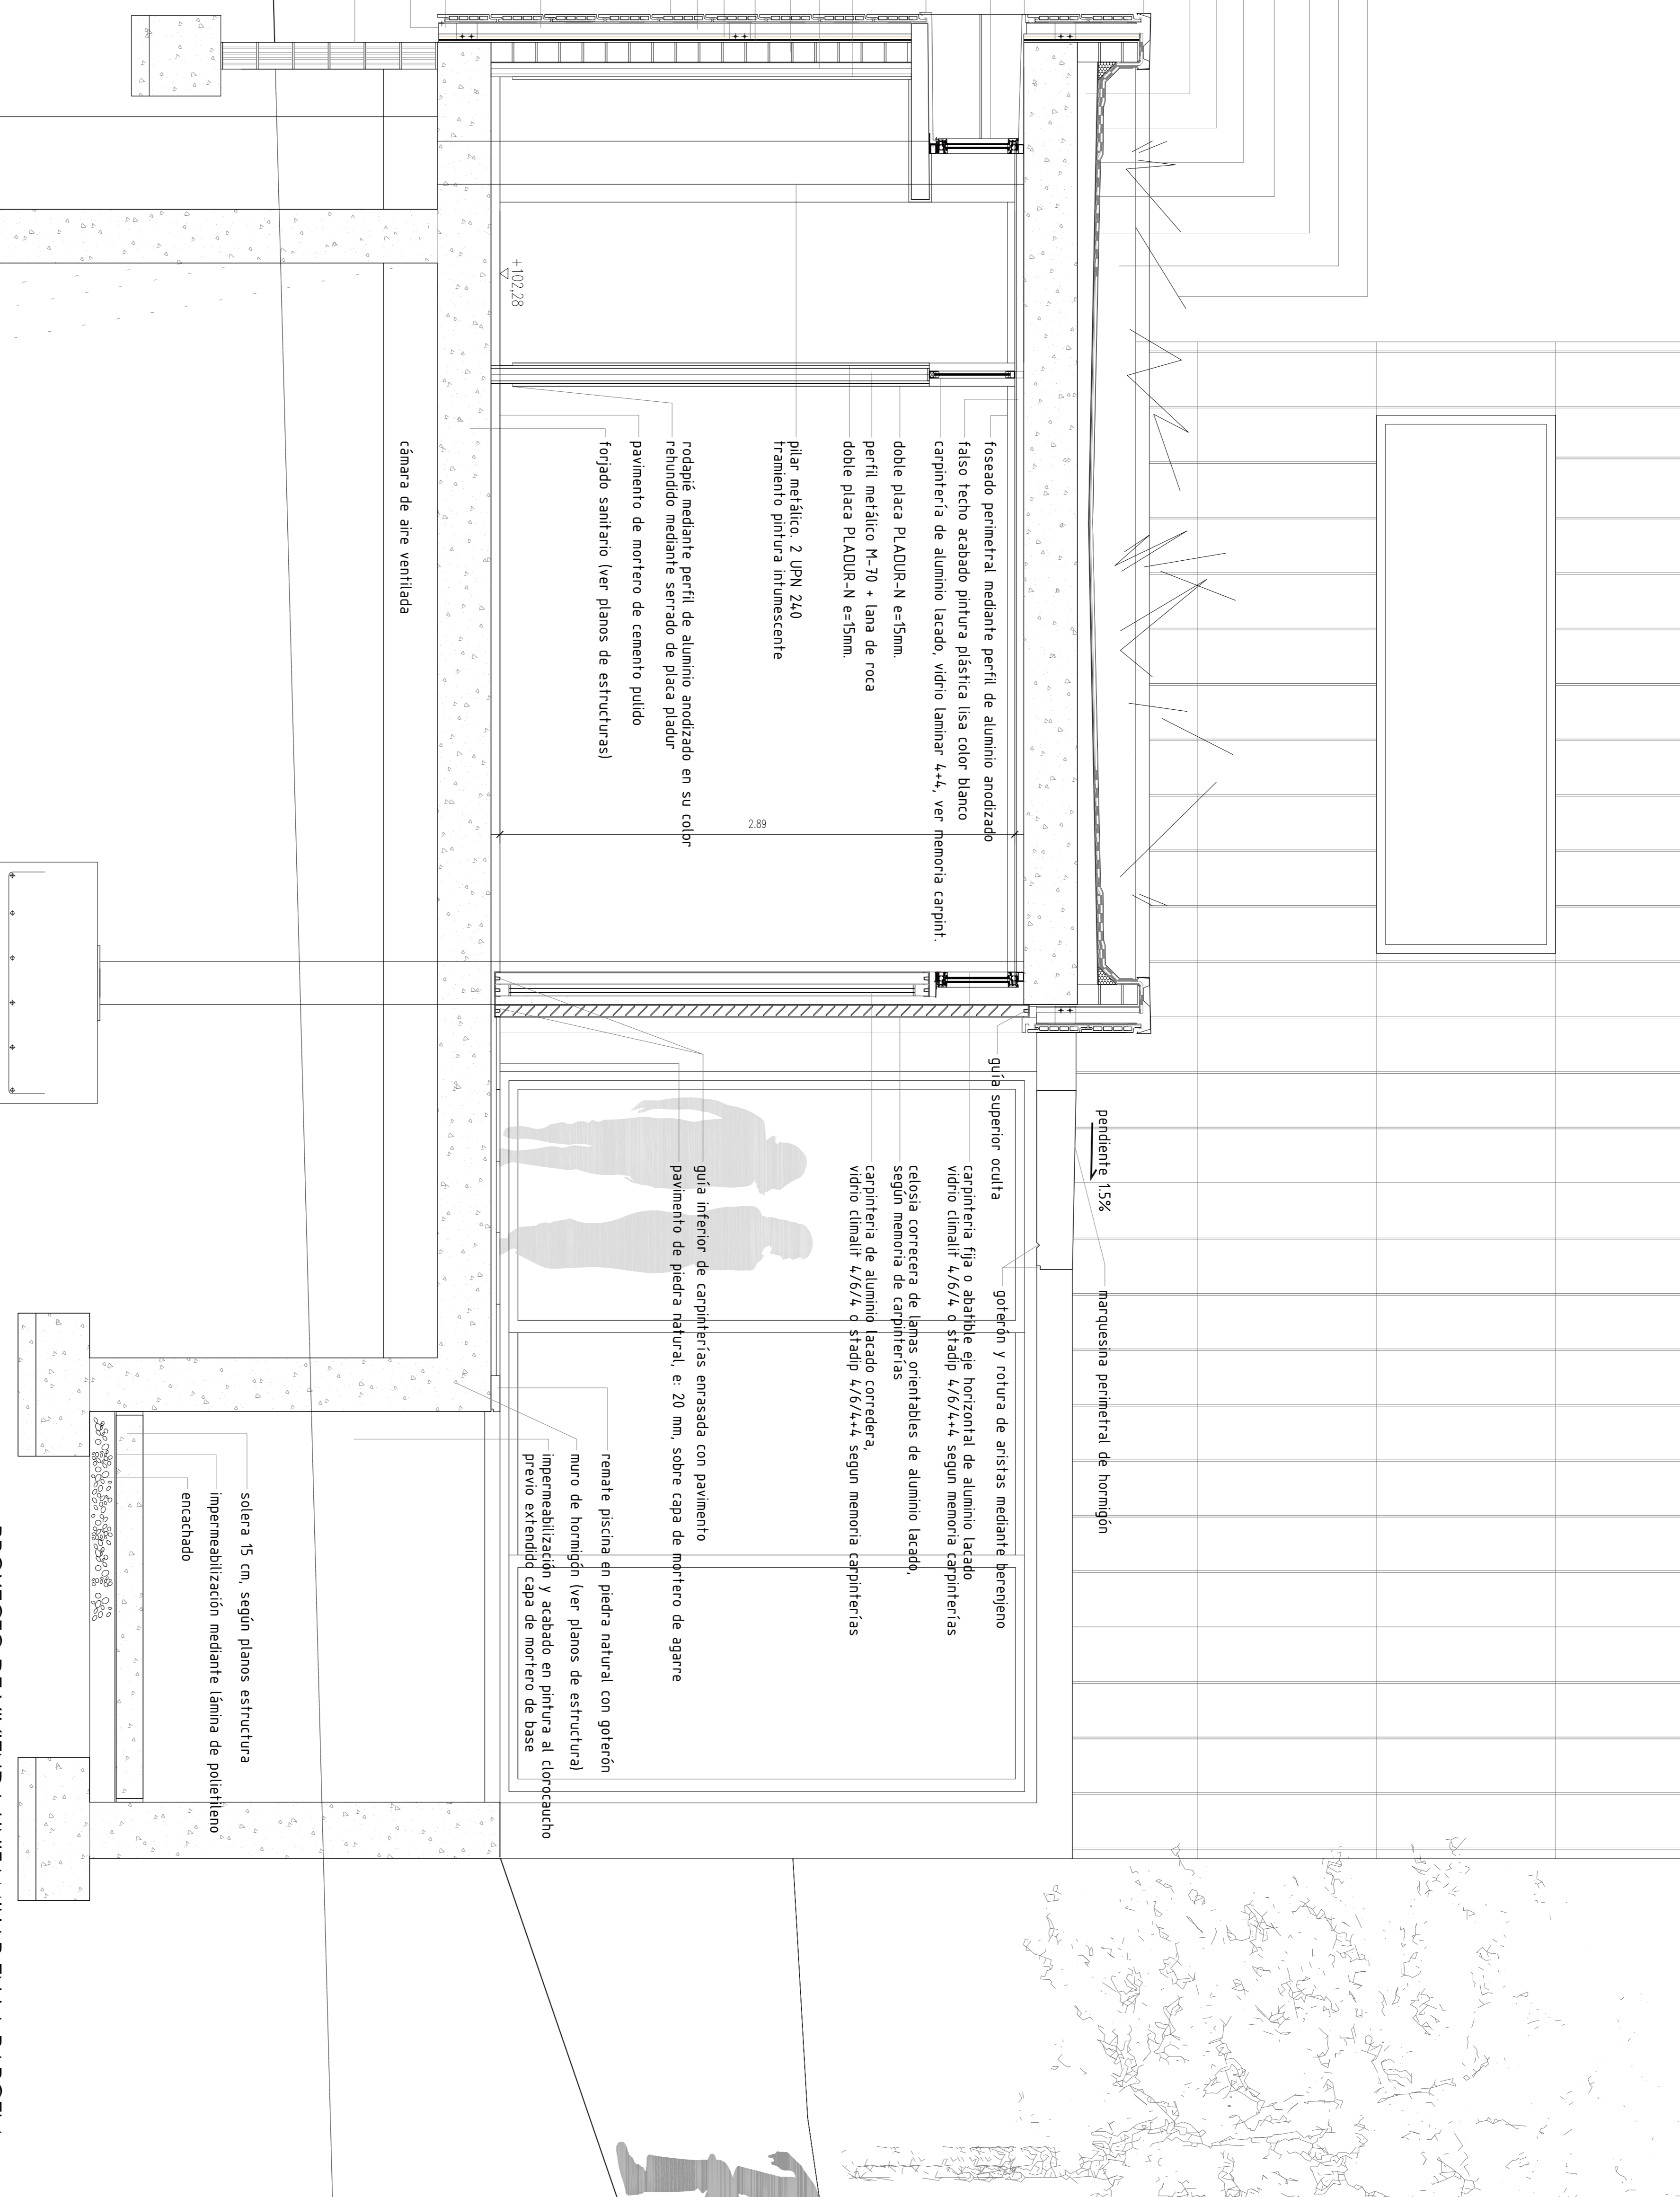 pendiente 1.5%
marquesina perimetral de hormigón
foseado perimetral mediante perfil de aluminio anodizado
falso techo acabado pintura plástica lisa color blanco
carpintería de aluminio lacado, vidrio laminar 4+4, ver memoria carpint.
doble placa PLADUR-N e=15mm.
perfil metálico M-70 + lana de roca
doble placa PLADUR-N e=15mm.
pilar metálico. 2 UPN 240
tramiento pintura intumescente
rodapié mediante perfil de aluminio anodizado en su color
rehundido mediante serrado de placa pladur
pavimento de mortero de cemento pulido
forjado sanitario (ver planos de estructuras)
+102,28
2.89
cámara de aire ventilada
guía superior oculta
goterón y rotura de aristas mediante berenjeno
carpinteria fija o abatible eje horizontal de aluminio lacado
vidrio climalit 4/6/4 o stadip 4/6/4+4 segun memoria carpinterías
celosia correcera de lamas orientables de aluminio lacado,
según memoria de carpinterías
carpinteria de aluminio lacado corredera,
vidrio climalit 4/6/4 o stadip 4/6/4+4 segun memoria carpinterías
guía inferior de carpinterías enrasada con pavimento
pavimento de piedra natural, e: 20 mm, sobre capa de mortero de agarre
remate piscina en piedra natural con goterón
muro de hormigón (ver planos de estructura)
impermeabilización y acabado en pintura al clorocaucho
previo extendido capa de mortero de base
solera 15 cm, según planos estructura
impermeabilización mediante lámina de polietileno
encachado